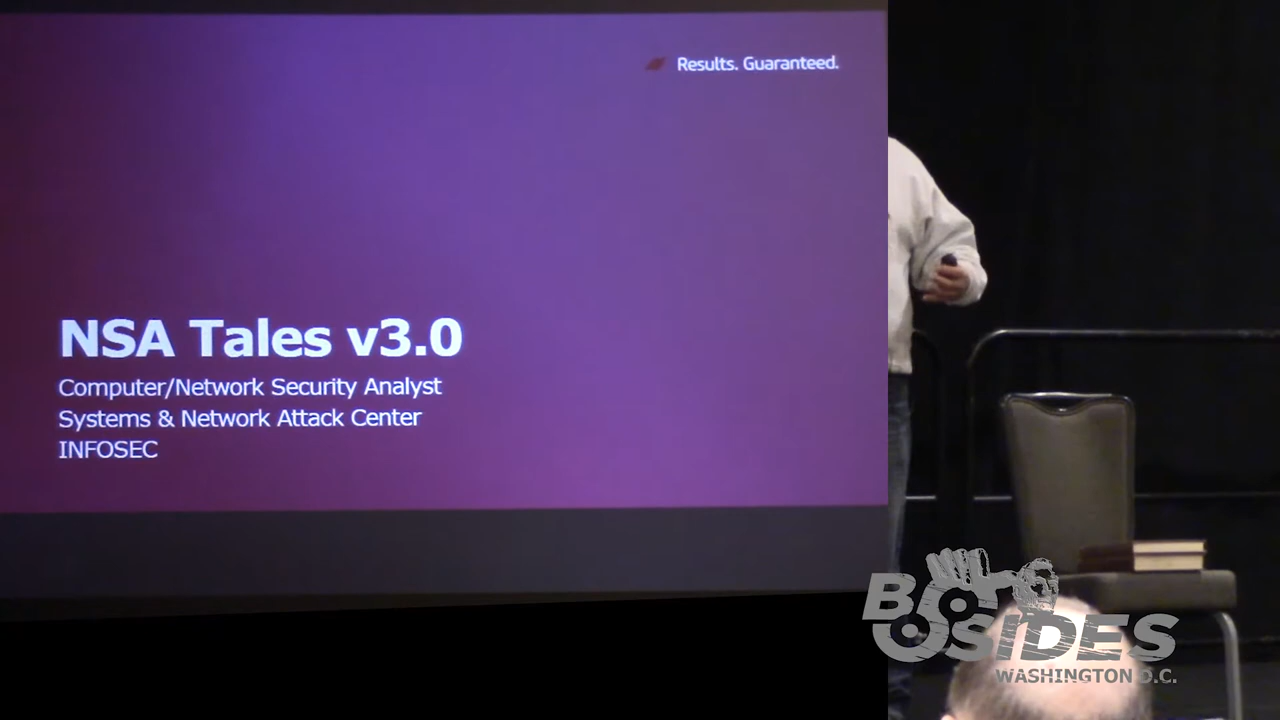 Results. Guaranteed.
NSA Tales v3.0
Computer/Network Security Analyst
Systems & Network Attack Center
INFOSEC
BSIDES
WASHINGTON D.C.